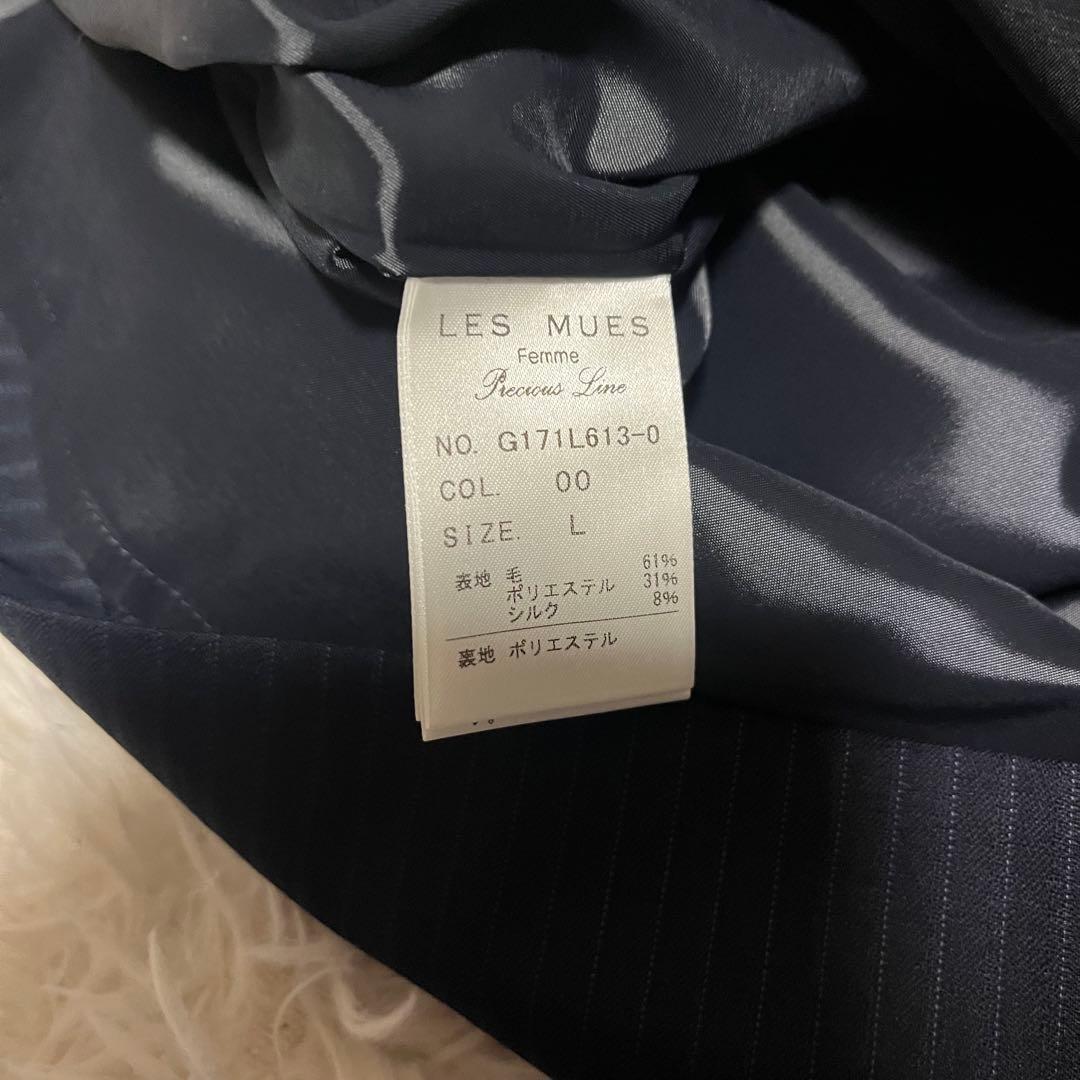 LES MUES
Femme
Precious Line
NO. G171L613-0
COL. 00
SIZE. L
表地 毛 61%
ポリエステル 31%
シルク 8%
裏地 ポリエステル